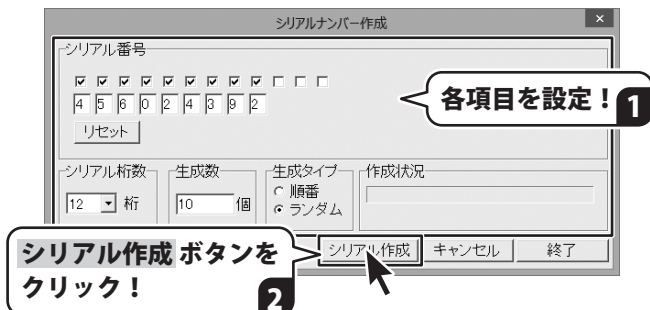 シリアルナンバー作成
×
シリアル番号
4 5 6 0 2 4 3 9 2
リセット
各項目を設定！ 1
シリアル桁数 生成数 生成タイプ 作成状況
12 桁 10 個 順番
ランダム
シリアル作成 キャンセル 終了
シリアル作成 ボタンを
クリック！ 2